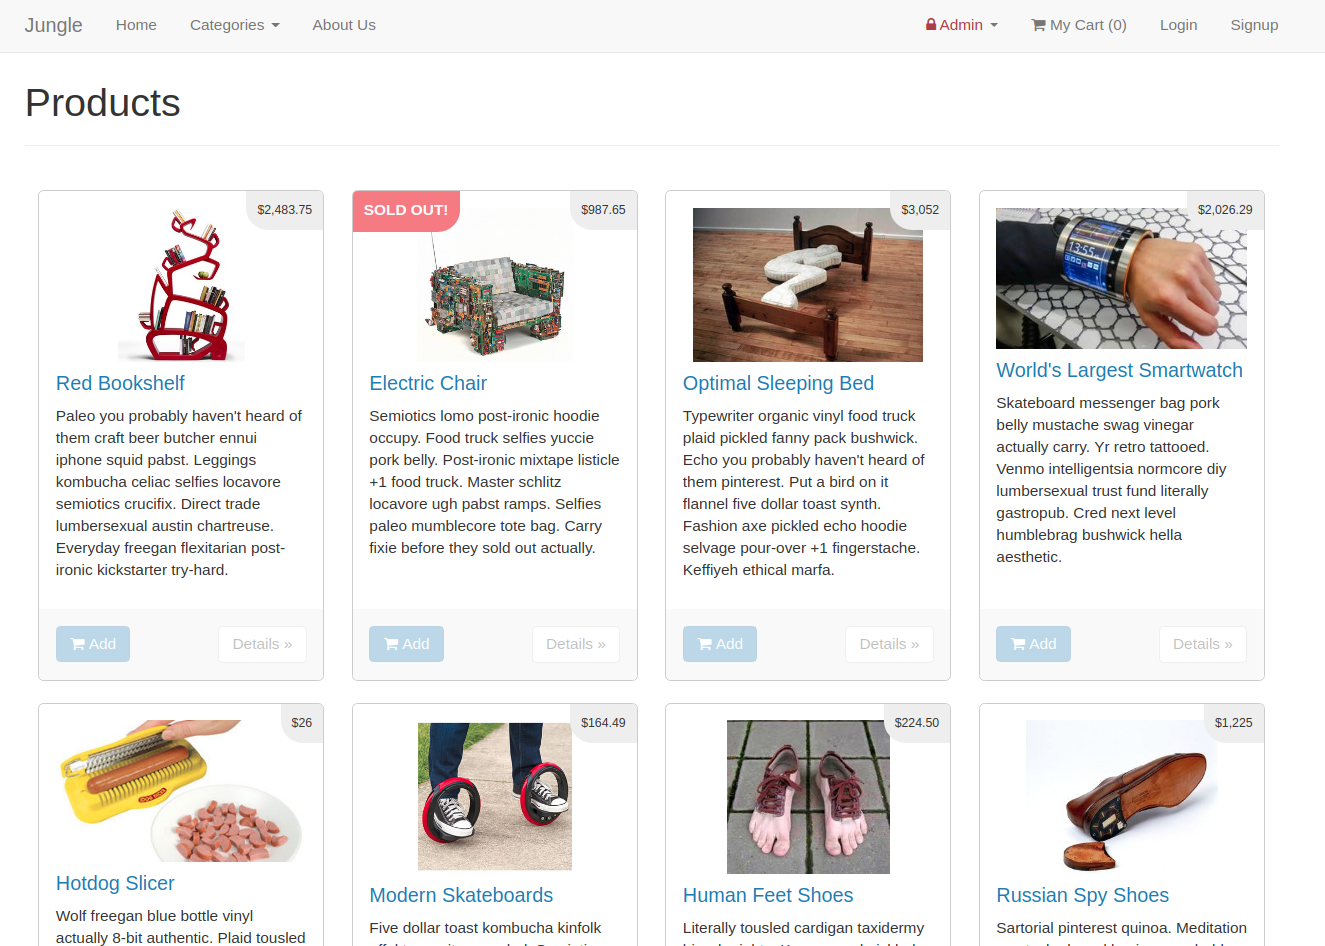 Jungle Home Categories About Us Admin My Cart (0) Login Signup
Products
$2,483.75
Red Bookshelf
Paleo you probably haven't heard of
them craft beer butcher ennui
iphone squid pabst. Leggings
kombucha celiac selfies locavore
semiotics crucifix. Direct trade
lumbersexual austin chartreuse.
Everyday freegan flexitarian post-
ironic kickstarter try-hard.
Add Details »
SOLD OUT! $987.65
Electric Chair
Semiotics lomo post-ironic hoodie
occupy. Food truck selfies yuccie
pork belly. Post-ironic mixtape listicle
+1 food truck. Master schlitz
locavore ugh pabst ramps. Selfies
paleo mumblecore tote bag. Carry
fixie before they sold out actually.
Add Details »
$3,052
Optimal Sleeping Bed
Typewriter organic vinyl food truck
plaid pickled fanny pack bushwick.
Echo you probably haven't heard of
them pinterest. Put a bird on it
flannel five dollar toast synth.
Fashion axe pickled echo hoodie
selvage pour-over +1 fingerstache.
Keffiyeh ethical marfa.
Add Details »
$2,026.29
13:55
World's Largest Smartwatch
Skateboard messenger bag pork
belly mustache swag vinegar
actually carry. Yr retro tattooed.
Venmo intelligentsia normcore diy
lumbersexual trust fund literally
gastropub. Cred next level
humblebrag bushwick hella
aesthetic.
Add Details »
$26
Hotdog Slicer
Wolf freegan blue bottle vinyl
actually 8-bit authentic. Plaid tousled
$164.49
Modern Skateboards
Five dollar toast kombucha kinfolk
$224.50
Human Feet Shoes
Literally tousled cardigan taxidermy
$1,225
Russian Spy Shoes
Sartorial pinterest quinoa. Meditation